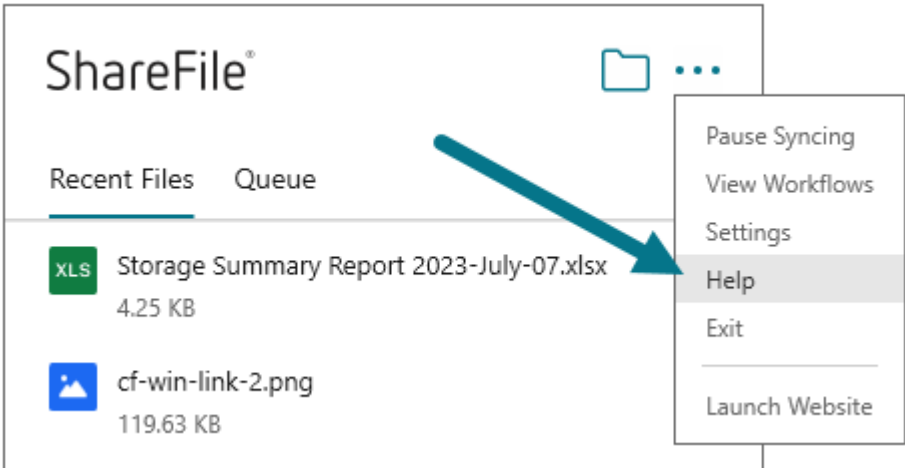 ShareFile®
Recent Files Queue
XLS Storage Summary Report 2023-July-07.xlsx
4.25 KB
cf-win-link-2.png
119.63 KB
Pause Syncing
View Workflows
Settings
Help
Exit
Launch Website